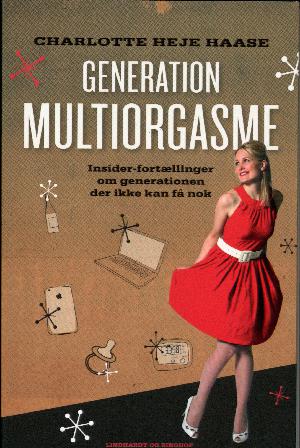 CHARLOTTE HEJE HAASE
GENERATION
MULTIORGASME
Insider-fortællinger
om generationen
der ikke kan få nok
LINDHARDT OG RINGHOF